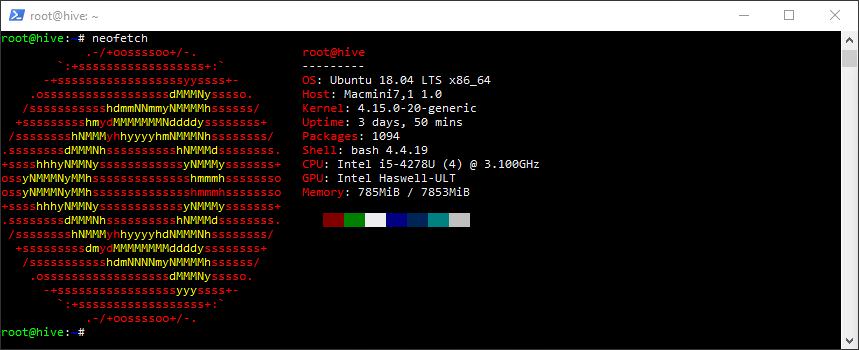 root@hive: ~
root@hive:~# neofetch
.-/+oossssoo+/-.
`:+ssssssssssssssssss+:`
-+ssssssssssssssssssyyssss+-
.ossssssssssssssssssdMMMNysssso.
/ssssssssssshdmmNNmmyNMMMMhssssss/
+ssssssssshmydMMMMMMMNddddyssssssss+
/sssssssshNMMMyhhyyyyhmNMMMNhssssssss/
.ssssssssdMMMNhsssssssssshNMMMdssssssss.
+sssshhhyNMMNyssssssssssssyNMMMysssssss+
ossyNMMMNyMMhsssssssssssssshmmmhssssssso
ossyNMMMNyMMhsssssssssssssshmmmhssssssso
+sssshhhyNMMNyssssssssssssyNMMMysssssss+
.ssssssssdMMMNhsssssssssshNMMMdssssssss.
/sssssssshNMMMyhhyyyyhdNMMMNhssssssss/
+sssssssssdmydMMMMMMMMddddyssssssss+
/ssssssssssshdmNNNNmyNMMMMhssssss/
.ossssssssssssssssssdMMMNysssso.
-+sssssssssssssssssyyyssss+-
`:+ssssssssssssssssss+:`
.-/+oossssoo+/-.
root@hive
---------
OS: Ubuntu 18.04 LTS x86_64
Host: Macmini7,1 1.0
Kernel: 4.15.0-20-generic
Uptime: 3 days, 50 mins
Packages: 1094
Shell: bash 4.4.19
CPU: Intel i5-4278U (4) @ 3.100GHz
GPU: Intel Haswell-ULT
Memory: 785MiB / 7853MiB
root@hive:~#